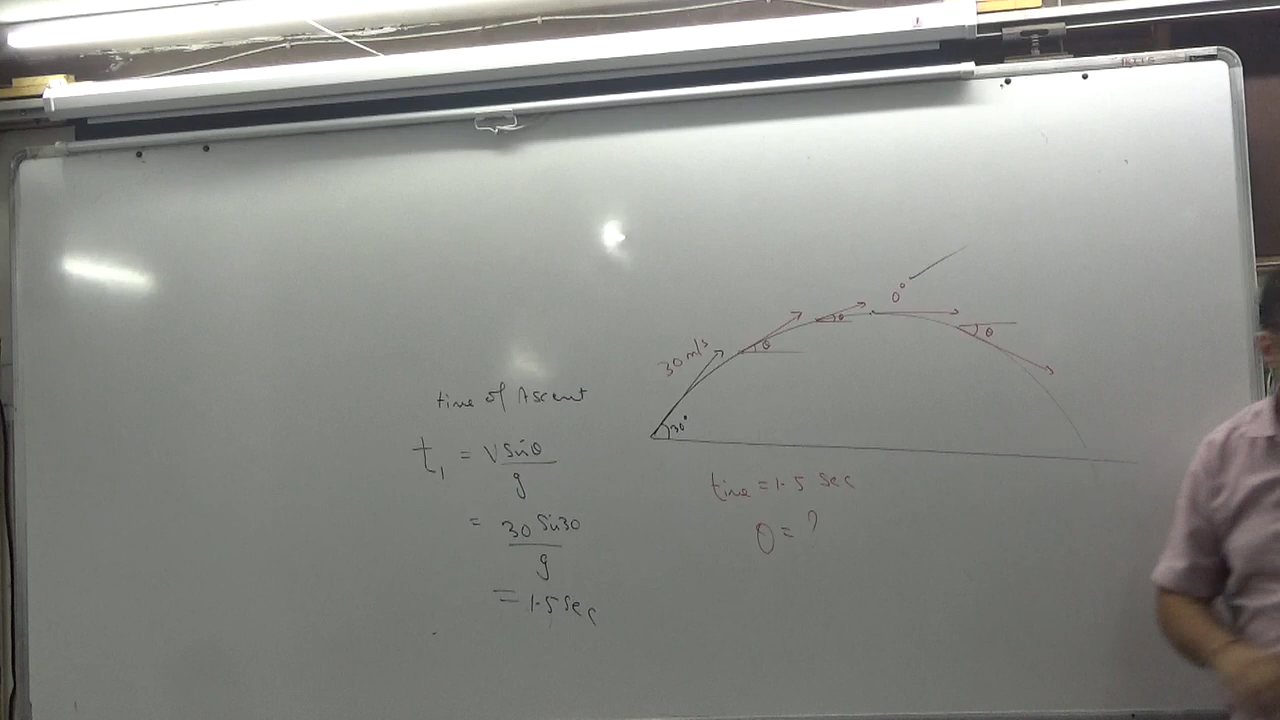 time of Ascent
t₁ = V Sinθ / g
= 30 Sin30 / g
= 1.5 sec
30 m/s
30°
θ
θ
0°
θ
time = 1.5 sec
θ = ?